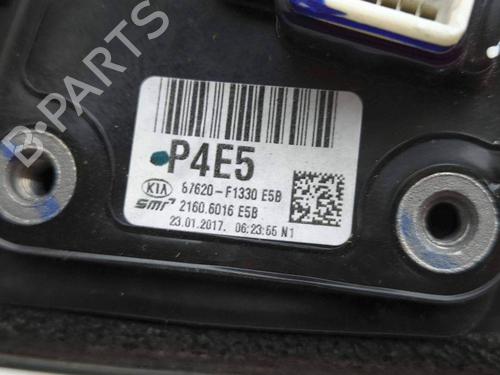 B-PARTS
P4E5
KIA 87620-F1330 E5B
smr 2160.6016 E5B
23.01.2017. 06:23:55 N1